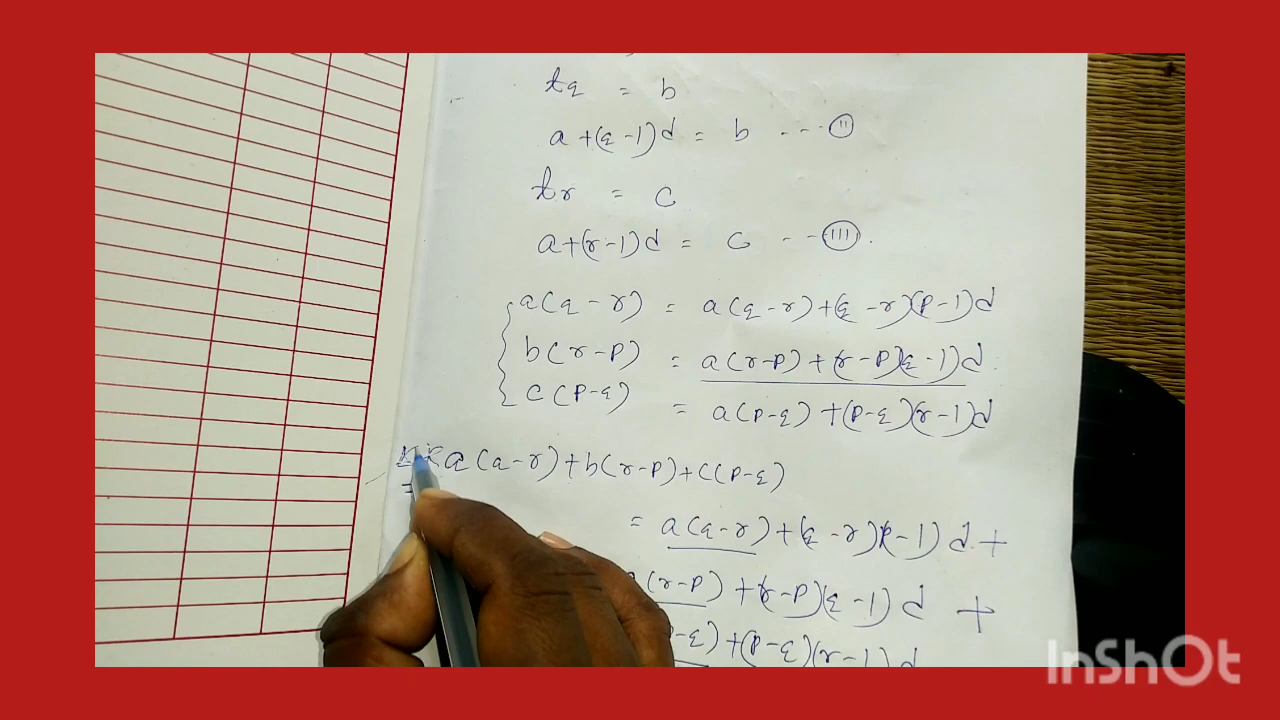 tq = b
a+(q-1)d = b --- (II)
tr = c
a+(r-1)d = c --- (III).
a(q-r) = a(q-r)+(q-r)(p-1)d
b(r-p) = a(r-p)+(r-p)(q-1)d
c(p-q) = a(p-q)+(p-q)(r-1)d
a(a-r)+b(r-p)+c(p-q)
= a(q-r)+(q-r)(p-1)d+
(r-p)+(r-p)(q-1)d +
-q)+(p-q)(r-1)d
InShOt